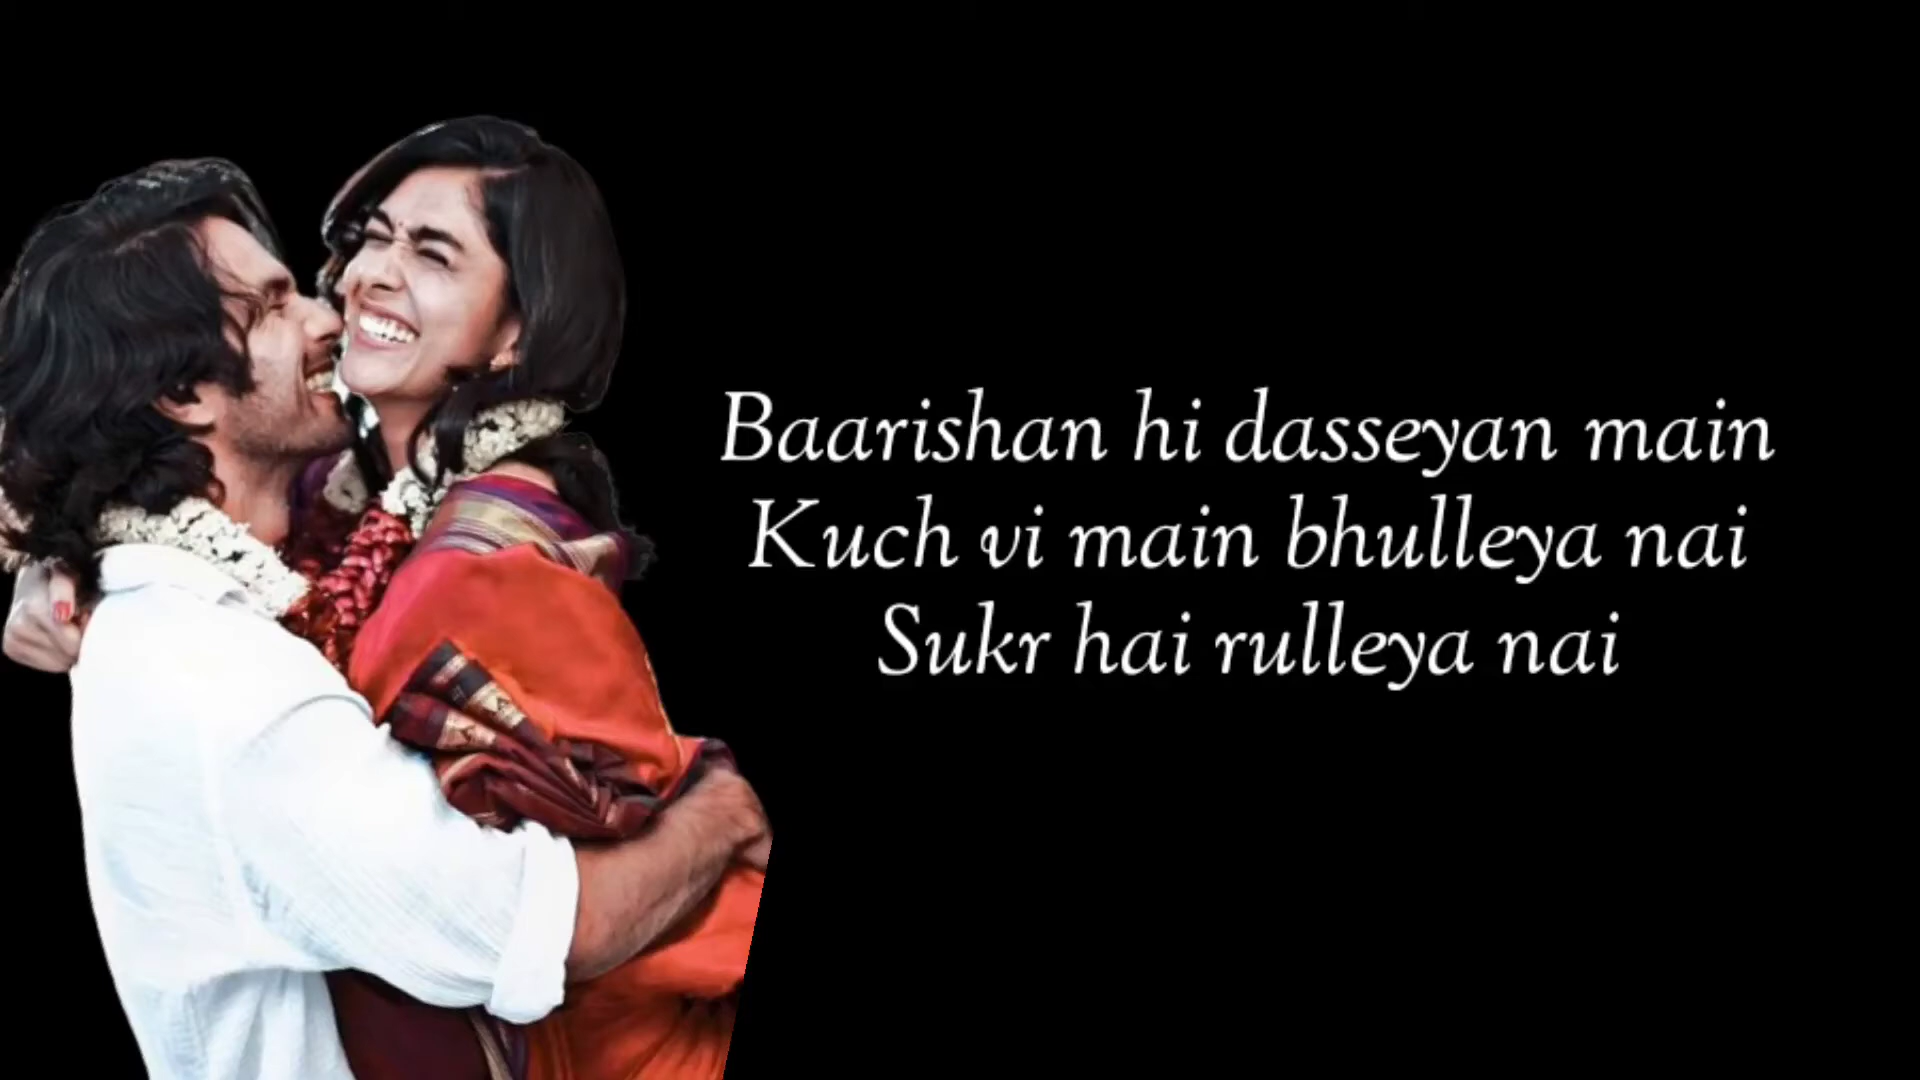 Baarishan hi dasseyan main
Kuch vi main bhulleya nai
Sukr hai rulleya nai